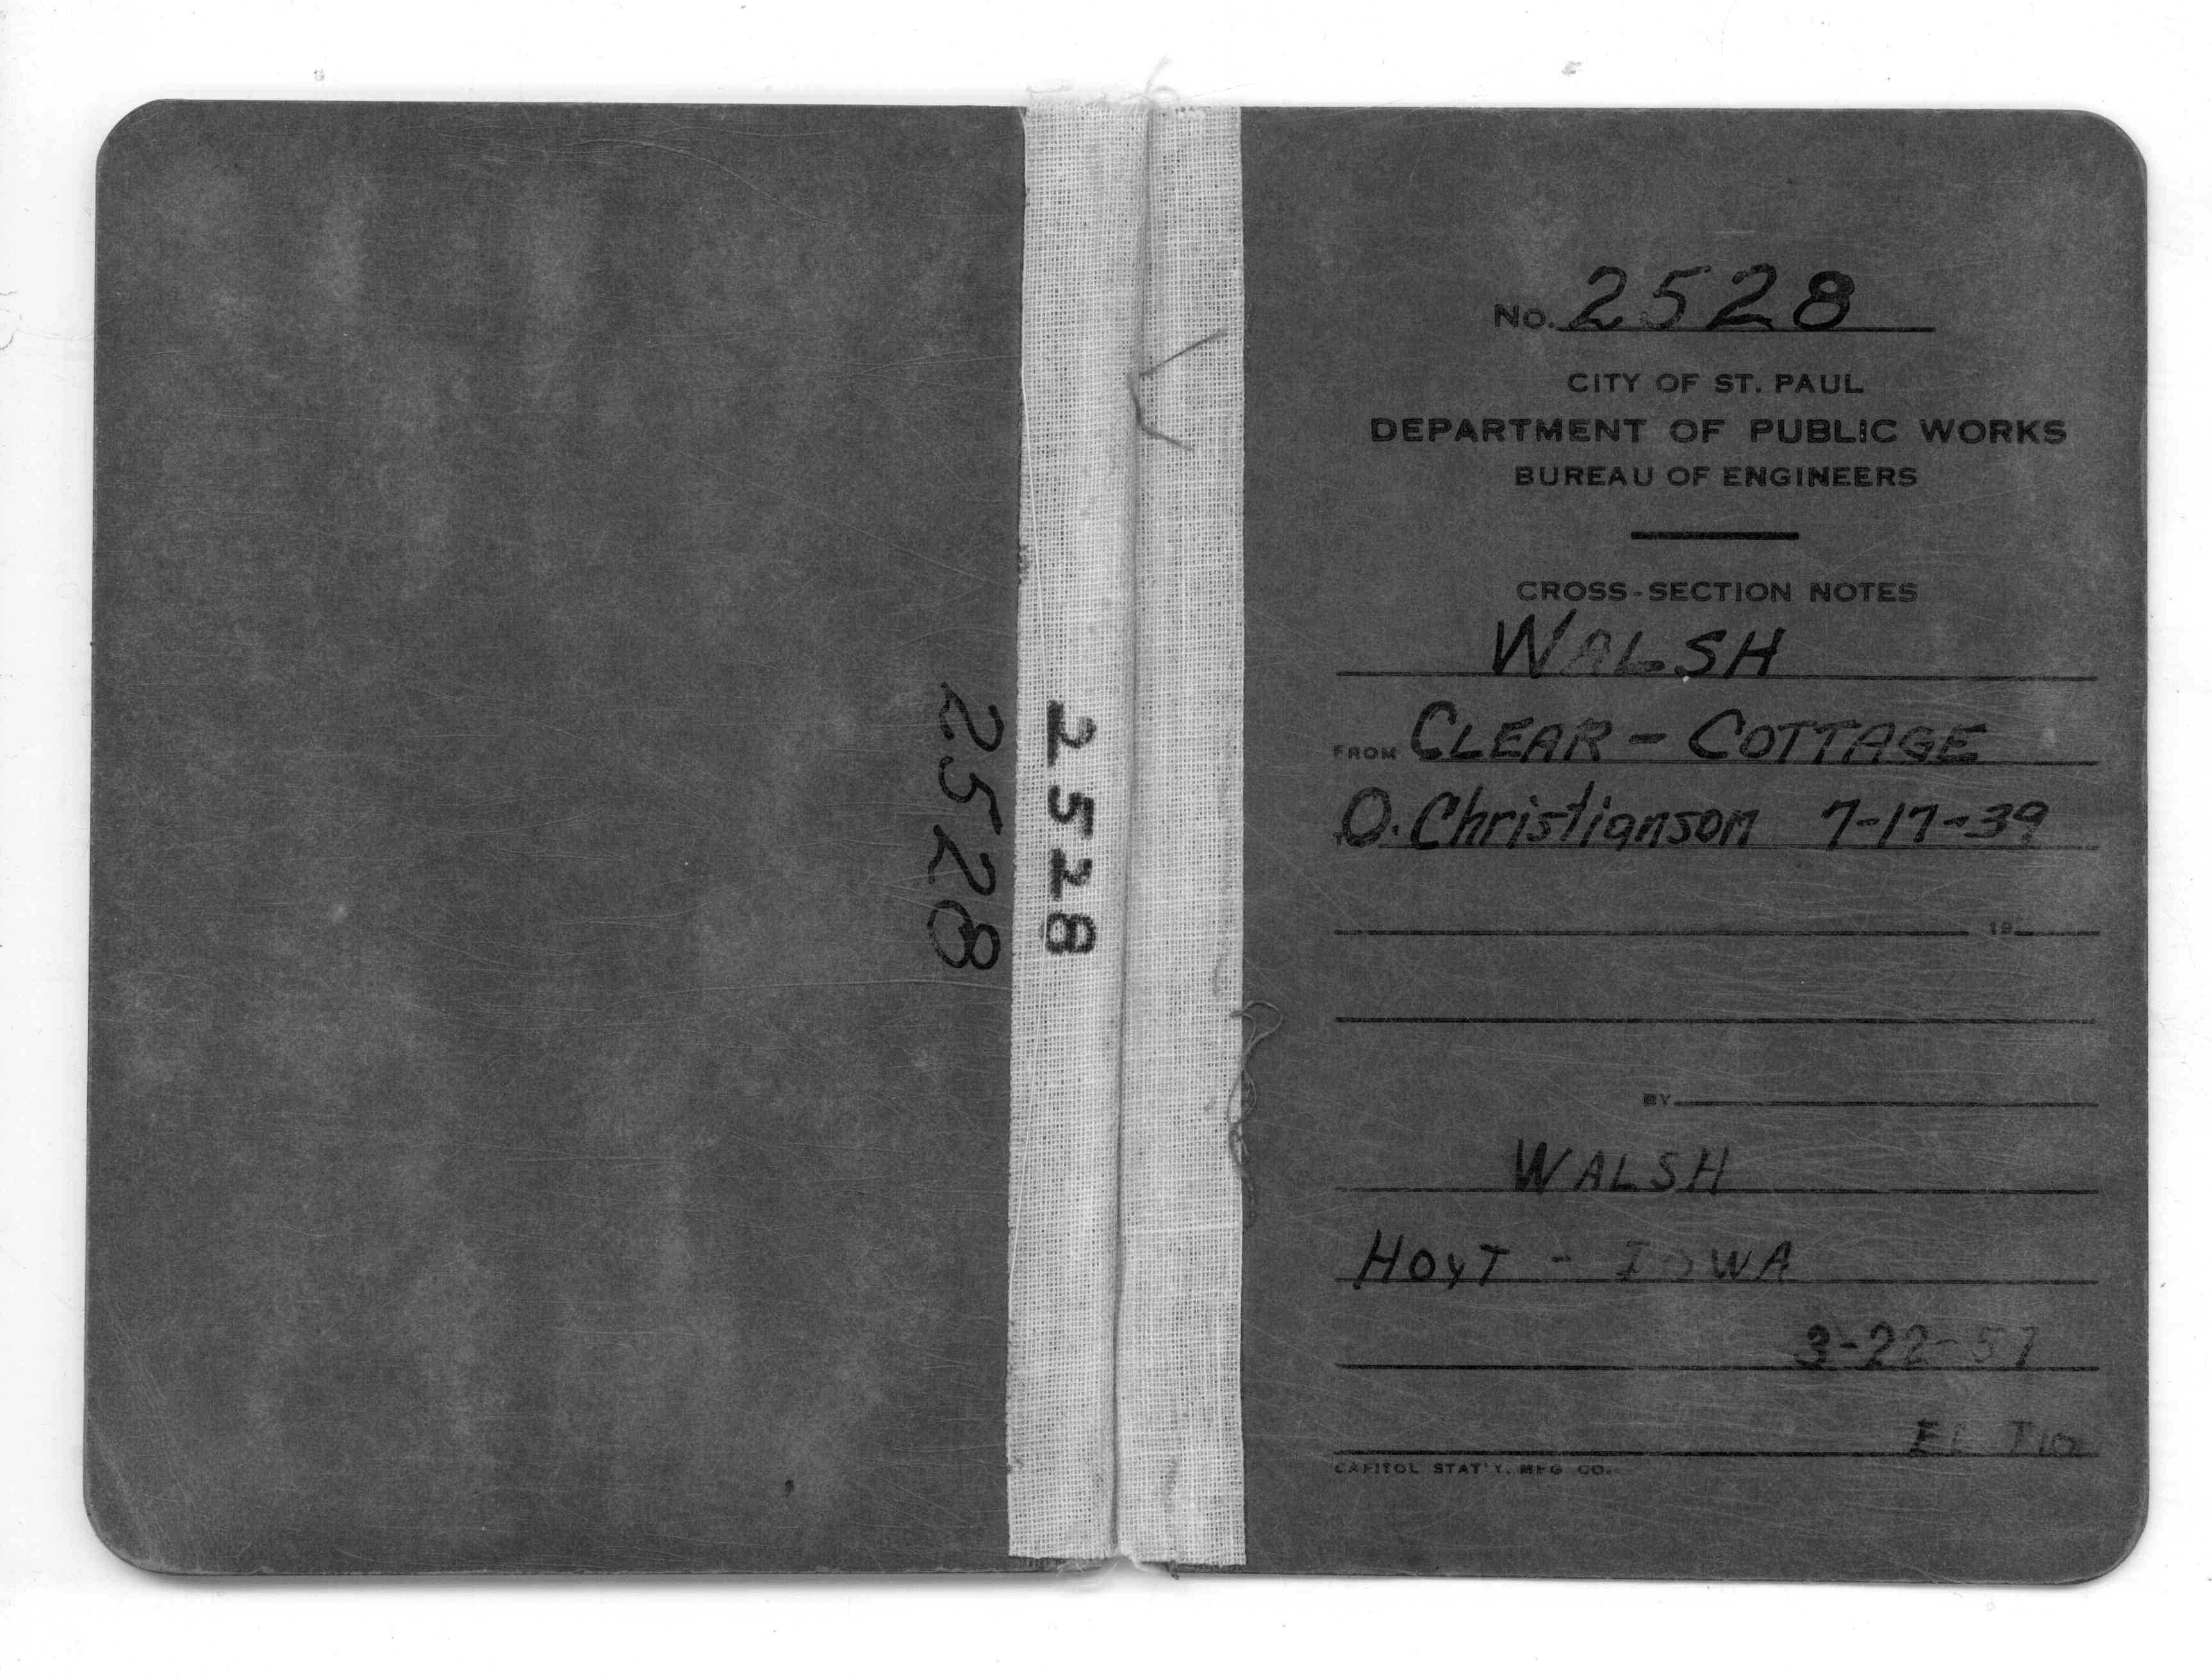 2528
2528
No. 2528
CITY OF ST. PAUL
DEPARTMENT OF PUBLIC WORKS
BUREAU OF ENGINEERS
CROSS-SECTION NOTES
WALSH
FROM CLEAR - COTTAGE
O. Christianson 7-17-39
19
BY
WALSH
HOYT - IOWA
3-22-57
CAPITOL STAT'Y. MFG CO.